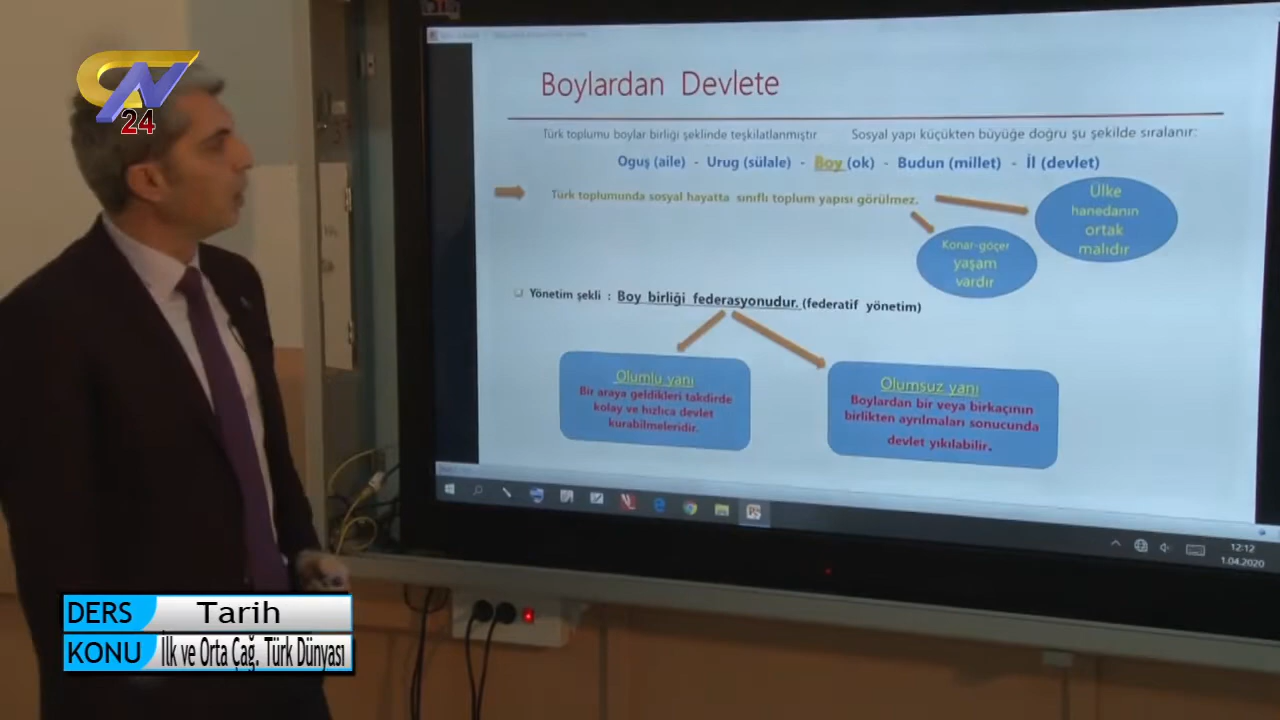 Boylardan Devlete
Türk toplumu boylar birliği şeklinde teşkilatlanmıştır
Sosyal yapı küçükten büyüğe doğru şu şekilde sıralanır:
Oguş (aile) - Urug (sülale) - Boy (ok) - Budun (millet) - İl (devlet)
Türk toplumunda sosyal hayatta sınıflı toplum yapısı görülmez.
Ülke
hanedanın
ortak
malıdır
Konar-göçer
yaşam
vardır
Yönetim şekli : Boy birliği federasyonudur. (federatif yönetim)
Olumlu yanı
Bir araya geldikleri takdirde
kolay ve hızlıca devlet
kurabilmeleridir.
Olumsuz yanı
Boylardan bir veya birkaçının
birlikten ayrılmaları sonucunda
devlet yıkılabilir.
12:12
1.04.2020
24
DERS Tarih
KONU İlk ve Orta Çağ. Türk Dünyası